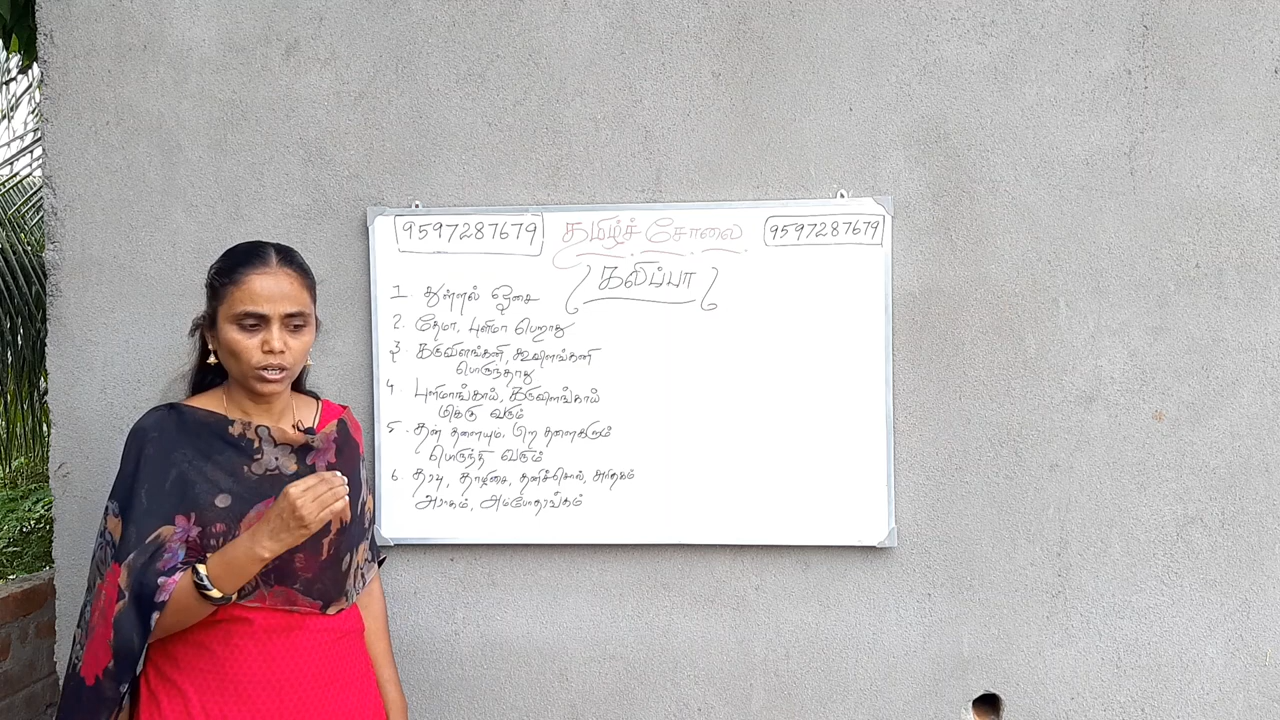 9597287679 தமிழ்ச் சோலை 9597287679
கலிப்பா
1. துள்ளல் ஓசை
2. தேமா, புளிமா பெறாது
3. கருவிளங்கனி, கூவிளங்கனி
பொருந்தாது
4. புளிமாங்காய், கருவிளங்காய்
மிக்கு வரும்
5. தன் தளையும், பிற தளைகளும்
பொருந்தி வரும்
6. தரவு, தாழிசை, தனிச்சொல், சுரிதகம்
அராகம், அம்போதரங்கம்